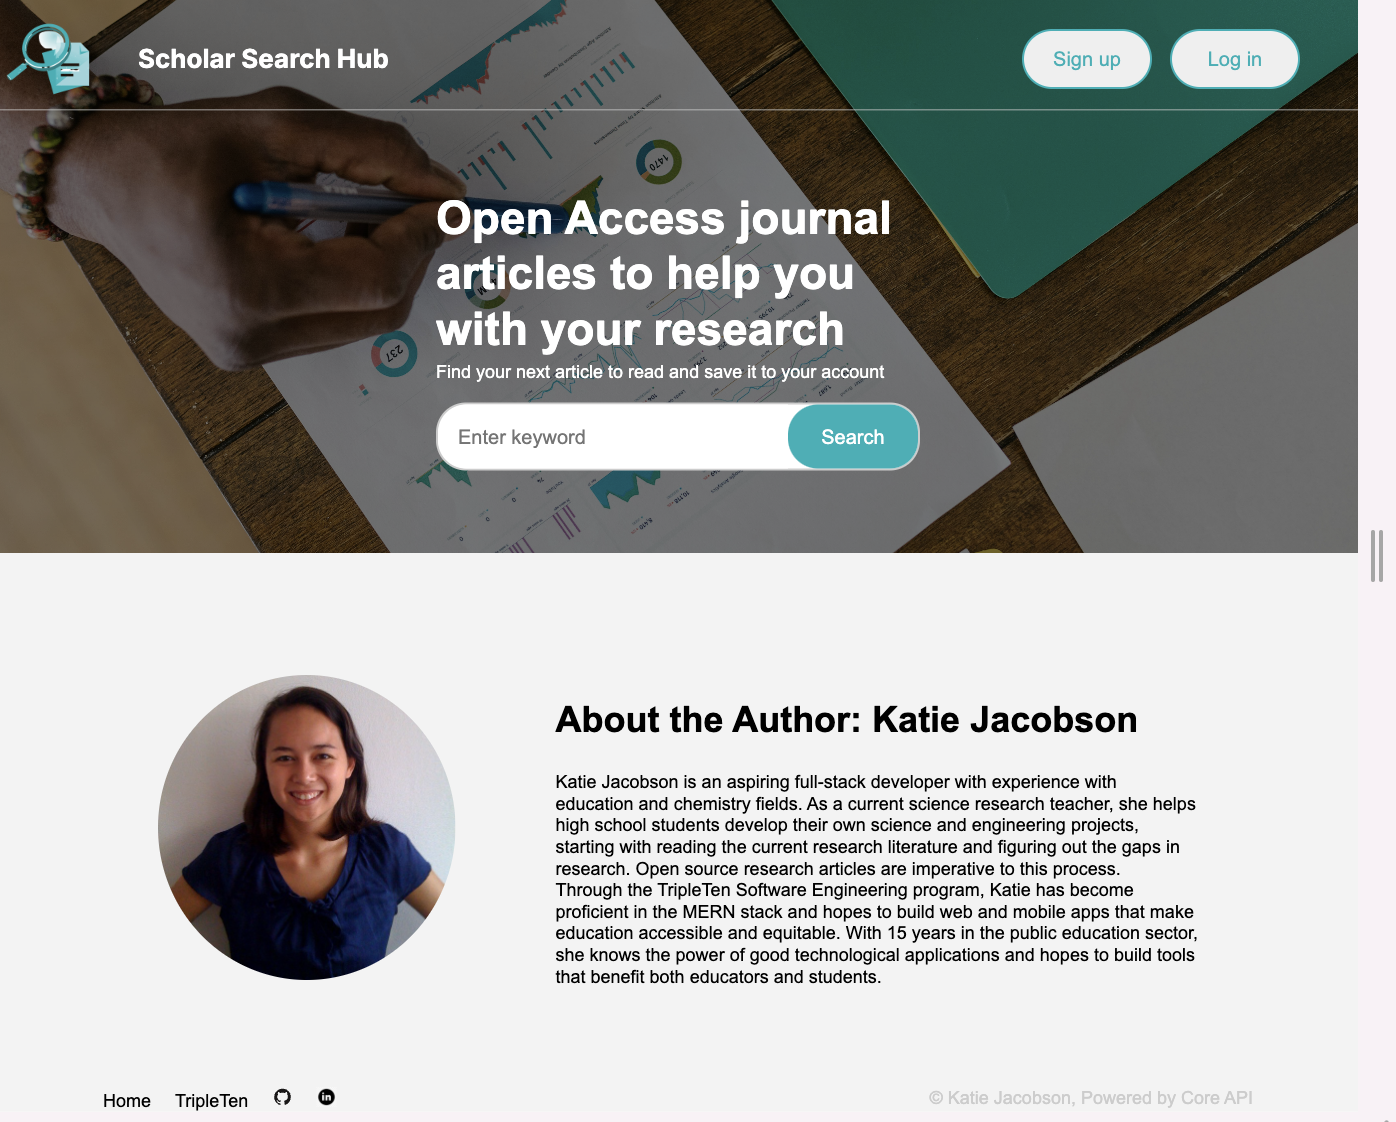 Scholar Search Hub
Sign up
Log in
Open Access journal
articles to help you
with your research
Find your next article to read and save it to your account
Enter keyword
Search
1470
237
About the Author: Katie Jacobson
Katie Jacobson is an aspiring full-stack developer with experience with
education and chemistry fields. As a current science research teacher, she helps
high school students develop their own science and engineering projects,
starting with reading the current research literature and figuring out the gaps in
research. Open source research articles are imperative to this process.
Through the TripleTen Software Engineering program, Katie has become
proficient in the MERN stack and hopes to build web and mobile apps that make
education accessible and equitable. With 15 years in the public education sector,
she knows the power of good technological applications and hopes to build tools
that benefit both educators and students.
Home
TripleTen
in
© Katie Jacobson, Powered by Core API